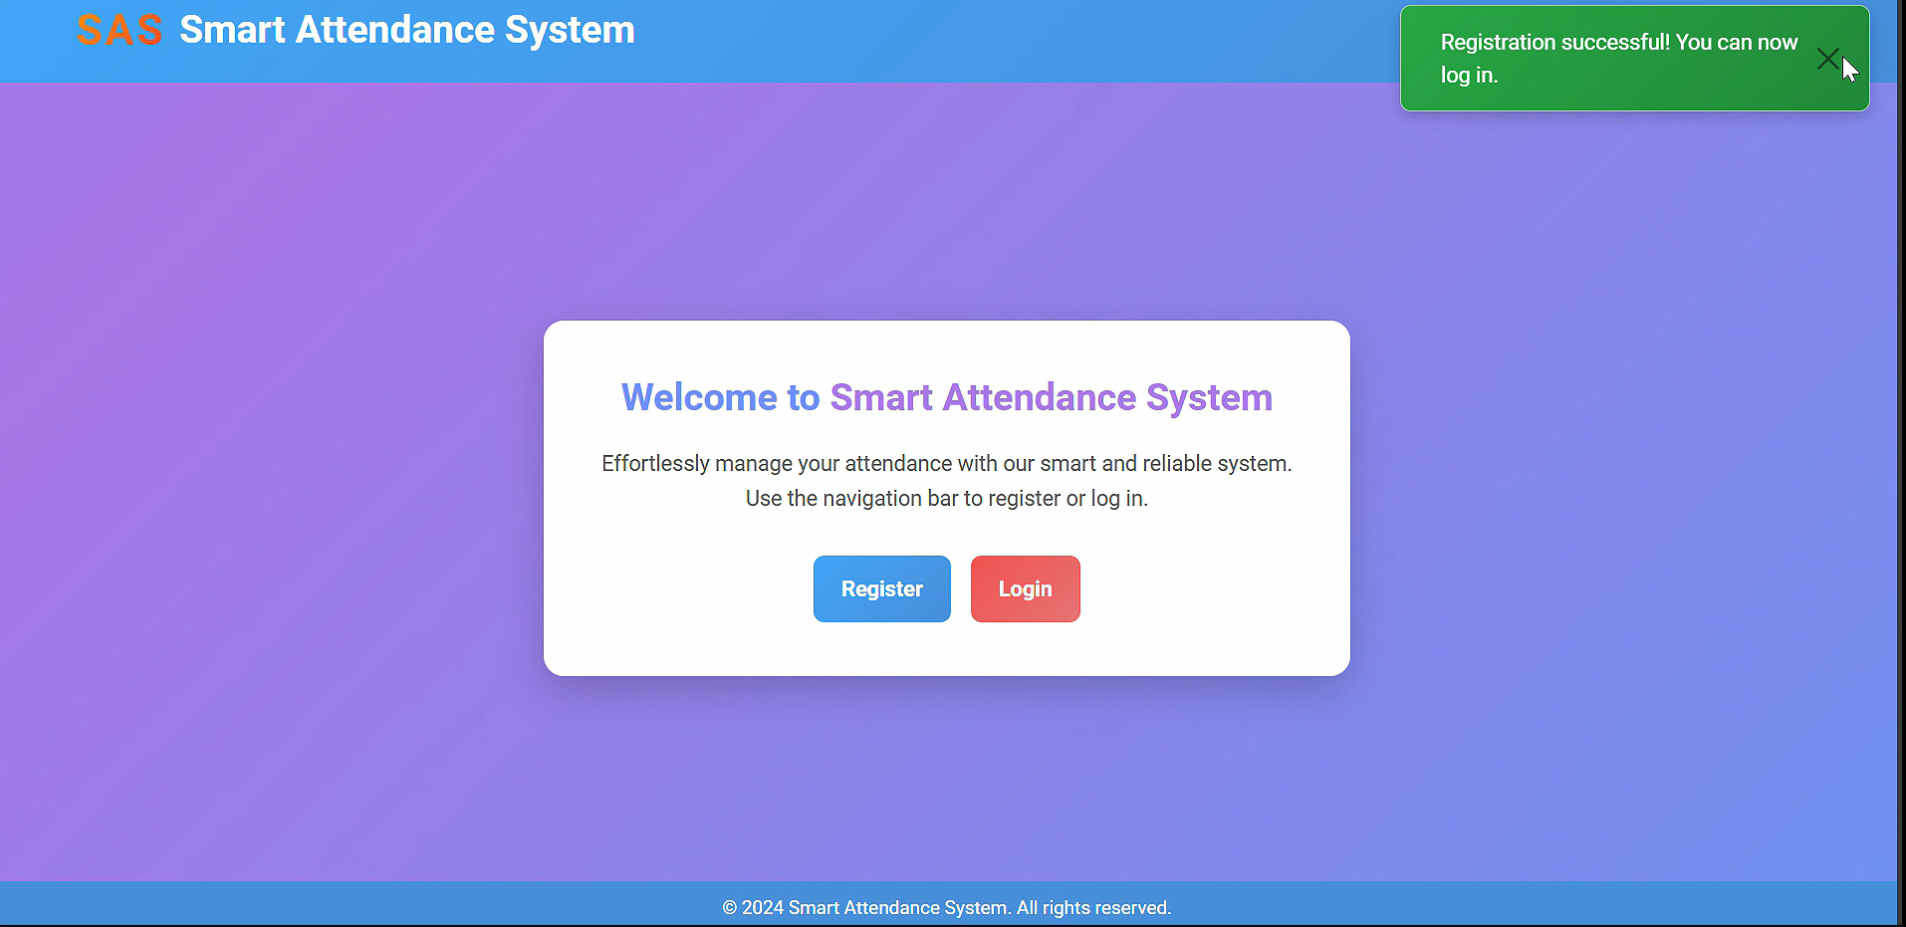 SAS Smart Attendance System
Registration successful! You can now
log in.
Welcome to Smart Attendance System
Effortlessly manage your attendance with our smart and reliable system.
Use the navigation bar to register or log in.
Register Login
© 2024 Smart Attendance System. All rights reserved.